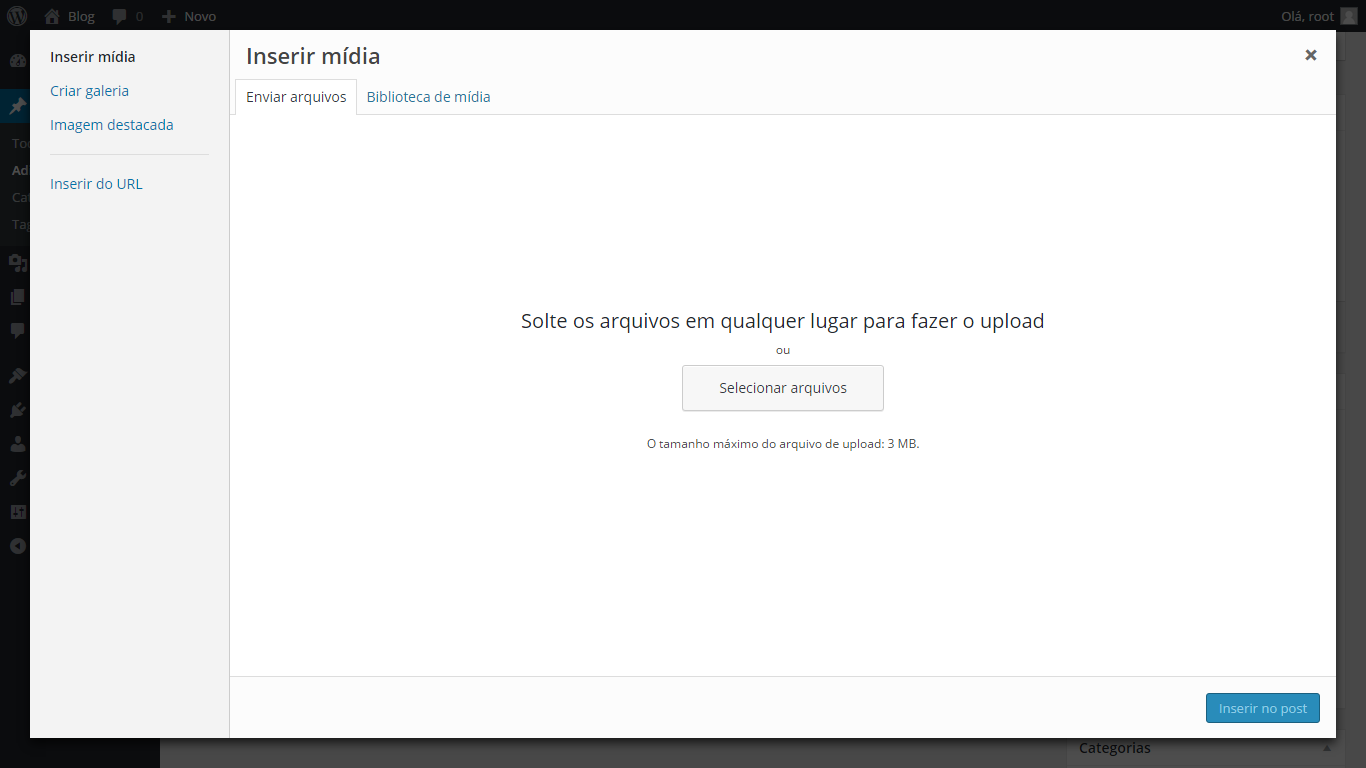 Blog 0 Novo Olá, root
Inserir mídia
Criar galeria
Imagem destacada
Inserir do URL
Inserir mídia
Enviar arquivos Biblioteca de mídia
Solte os arquivos em qualquer lugar para fazer o upload
ou
Selecionar arquivos
O tamanho máximo do arquivo de upload: 3 MB.
Inserir no post
Categorias